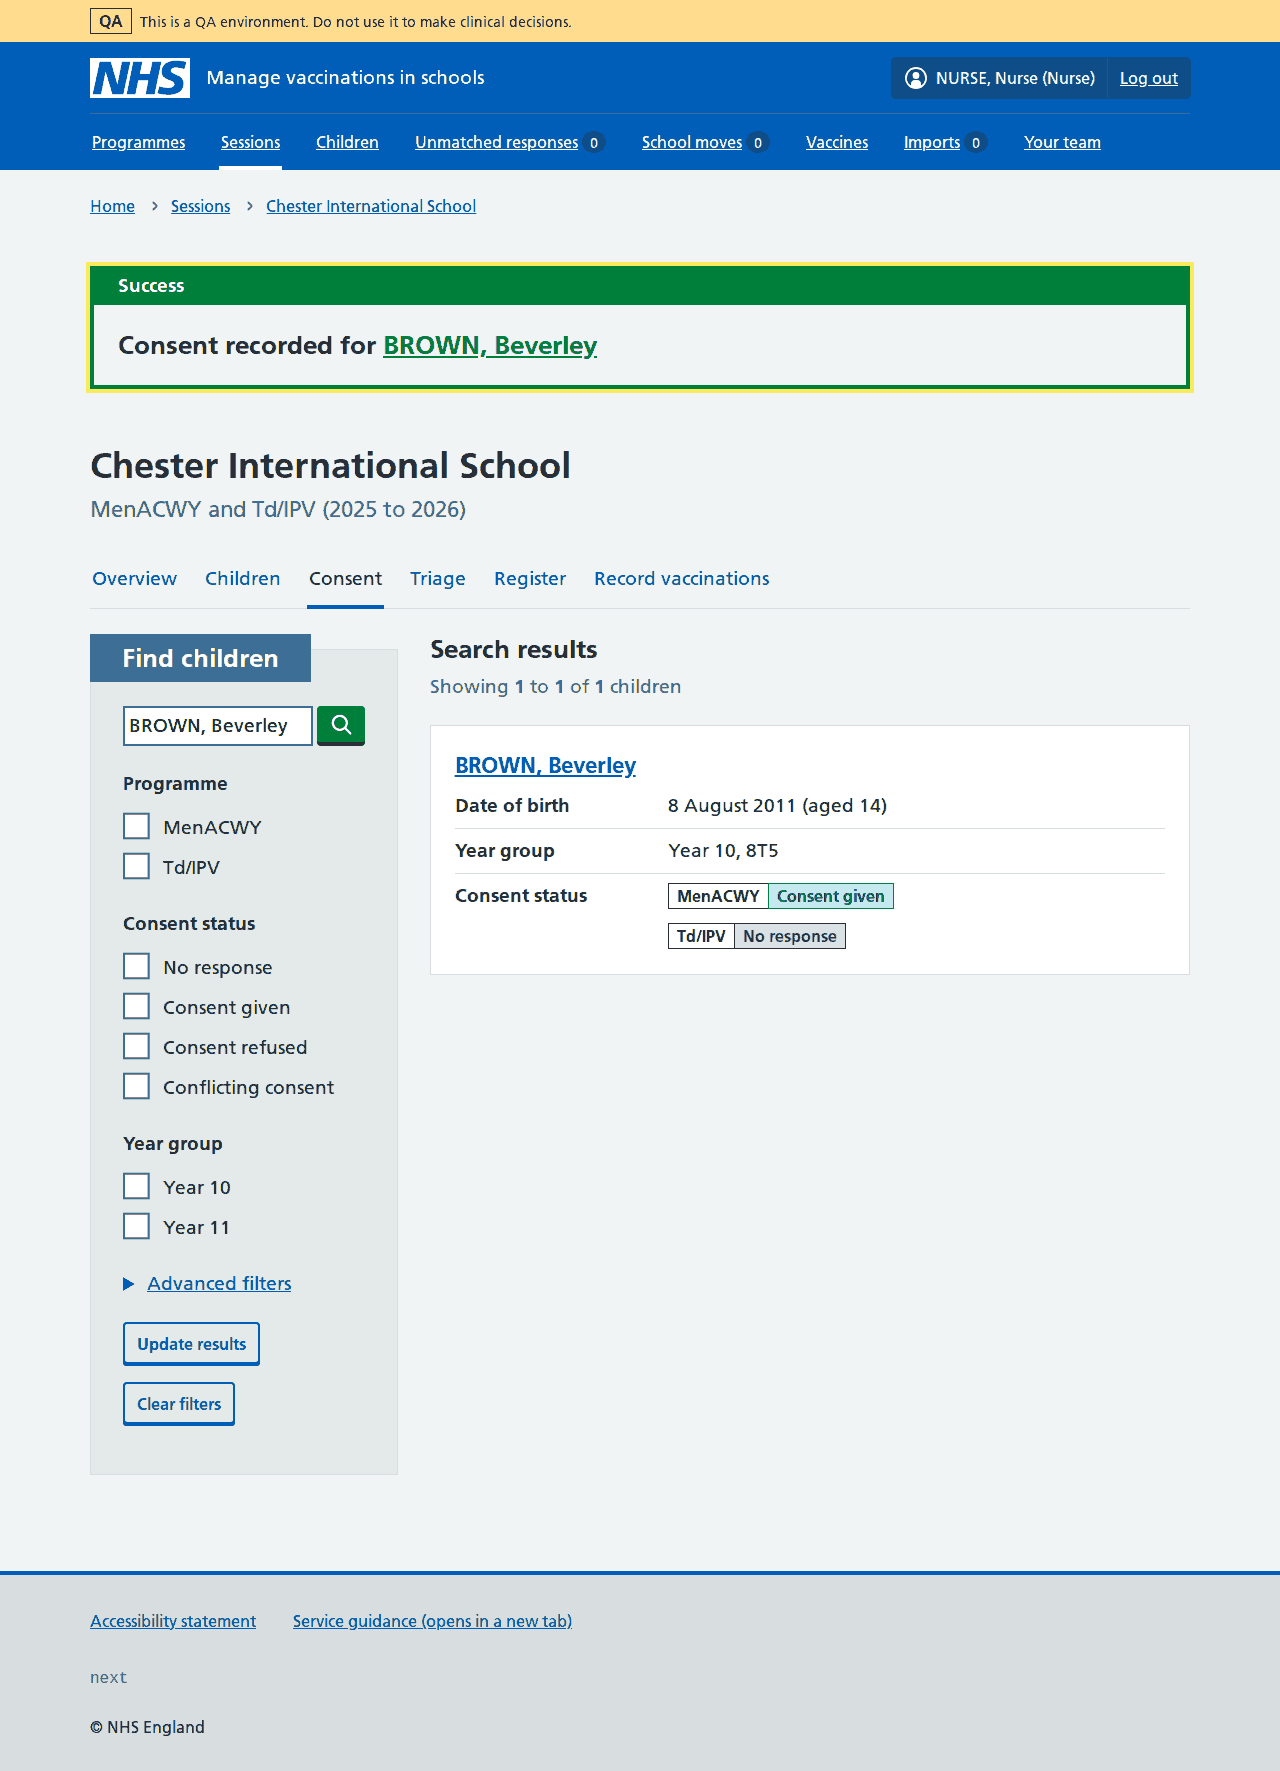 QA This is a QA environment. Do not use it to make clinical decisions.
NHS Manage vaccinations in schools NURSE, Nurse (Nurse) Log out
Programmes Sessions Children Unmatched responses 0 School moves 0 Vaccines Imports 0 Your team
Home Sessions Chester International School
Success
Consent recorded for BROWN, Beverley
Chester International School
MenACWY and Td/IPV (2025 to 2026)
Overview Children Consent Triage Register Record vaccinations
Find children
BROWN, Beverley
Programme
MenACWY
Td/IPV
Consent status
No response
Consent given
Consent refused
Conflicting consent
Year group
Year 10
Year 11
Advanced filters
Update results
Clear filters
Search results
Showing 1 to 1 of 1 children
BROWN, Beverley
Date of birth 8 August 2011 (aged 14)
Year group Year 10, 8T5
Consent status MenACWY Consent given
Td/IPV No response
Accessibility statement Service guidance (opens in a new tab)
next
© NHS England